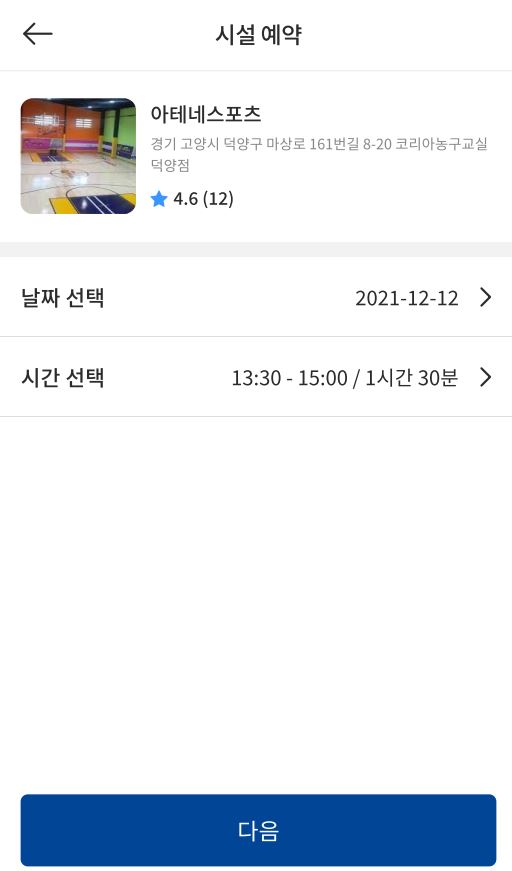 시설 예약
아테네스포츠
경기 고양시 덕양구 마상로 161번길 8-20 코리아농구교실
덕양점
4.6 (12)
날짜 선택 2021-12-12
시간 선택 13:30 - 15:00 / 1시간 30분
다음